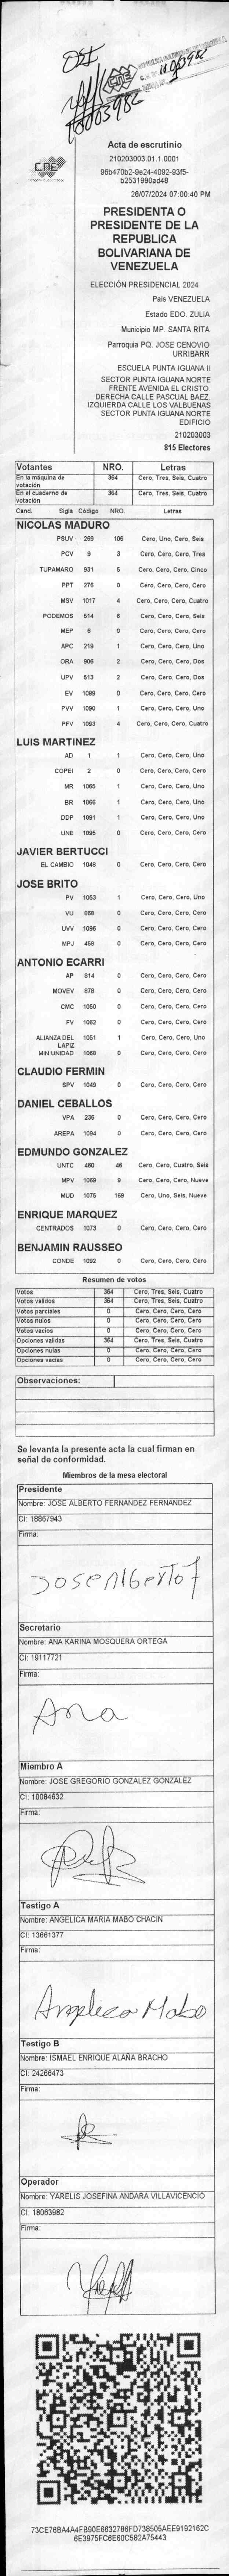 CNE
18063982
Acta de escrutinio
210203003.01.1.0001
96b470b2-9e24-4092-93f5-
b2531990ad48
28/07/2024 07:00:40 PM
PRESIDENTA O
PRESIDENTE DE LA
REPUBLICA
BOLIVARIANA DE
VENEZUELA
ELECCIÓN PRESIDENCIAL 2024
Pais VENEZUELA
Estado EDO. ZULIA
Municipio MP. SANTA RITA
Parroquia PQ. JOSE CENOVIO
URRIBARR
ESCUELA PUNTA IGUANA II
SECTOR PUNTA IGUANA NORTE
FRENTE AVENIDA EL CRISTO.
DERECHA CALLE PASCUAL BAEZ.
IZQUIERDA CALLE LOS VALBUENAS
SECTOR PUNTA IGUANA NORTE
EDIFICIO
210203003
815 Electores
Votantes NRO. Letras
En la máquina de votación 364 Cero, Tres, Seis, Cuatro
En el cuaderno de votación 364 Cero, Tres, Seis, Cuatro
Cand. Sigla Código NRO. Letras
NICOLAS MADURO
PSUV 269 106 Cero, Uno, Cero, Seis
PCV 9 3 Cero, Cero, Cero, Tres
TUPAMARO 931 5 Cero, Cero, Cero, Cinco
PPT 276 0 Cero, Cero, Cero, Cero
MSV 1017 4 Cero, Cero, Cero, Cuatro
PODEMOS 514 6 Cero, Cero, Cero, Seis
MEP 6 0 Cero, Cero, Cero, Cero
APC 219 1 Cero, Cero, Cero, Uno
ORA 906 2 Cero, Cero, Cero, Dos
UPV 513 2 Cero, Cero, Cero, Dos
EV 1099 0 Cero, Cero, Cero, Cero
PVV 1090 1 Cero, Cero, Cero, Uno
PFV 1093 4 Cero, Cero, Cero, Cuatro
LUIS MARTINEZ
AD 1 1 Cero, Cero, Cero, Uno
COPEI 2 0 Cero, Cero, Cero, Cero
MR 1065 1 Cero, Cero, Cero, Uno
BR 1066 1 Cero, Cero, Cero, Uno
DDP 1091 1 Cero, Cero, Cero, Uno
UNE 1095 0 Cero, Cero, Cero, Cero
JAVIER BERTUCCI
EL CAMBIO 1048 0 Cero, Cero, Cero, Cero
JOSE BRITO
PV 1053 1 Cero, Cero, Cero, Uno
VU 868 0 Cero, Cero, Cero, Cero
UVV 1096 0 Cero, Cero, Cero, Cero
MPJ 458 0 Cero, Cero, Cero, Cero
ANTONIO ECARRI
AP 814 0 Cero, Cero, Cero, Cero
MOVEV 878 0 Cero, Cero, Cero, Cero
CMC 1050 0 Cero, Cero, Cero, Cero
FV 1062 0 Cero, Cero, Cero, Cero
ALIANZA DEL LAPIZ 1051 1 Cero, Cero, Cero, Uno
MIN UNIDAD 1068 0 Cero, Cero, Cero, Cero
CLAUDIO FERMIN
SPV 1049 0 Cero, Cero, Cero, Cero
DANIEL CEBALLOS
VPA 236 0 Cero, Cero, Cero, Cero
AREPA 1094 0 Cero, Cero, Cero, Cero
EDMUNDO GONZALEZ
UNTC 460 46 Cero, Cero, Cuatro, Seis
MPV 1069 9 Cero, Cero, Cero, Nueve
MUD 1075 169 Cero, Uno, Seis, Nueve
ENRIQUE MARQUEZ
CENTRADOS 1073 0 Cero, Cero, Cero, Cero
BENJAMIN RAUSSEO
CONDE 1092 0 Cero, Cero, Cero, Cero
Resumen de votos
Votos 364 Cero, Tres, Seis, Cuatro
Votos validos 364 Cero, Tres, Seis, Cuatro
Votos parciales 0 Cero, Cero, Cero, Cero
Votos nulos 0 Cero, Cero, Cero, Cero
Votos vacios 0 Cero, Cero, Cero, Cero
Opciones validas 364 Cero, Tres, Seis, Cuatro
Opciones nulas 0 Cero, Cero, Cero, Cero
Opciones vacías 0 Cero, Cero, Cero, Cero
Observaciones:
Se levanta la presente acta la cual firman en
señal de conformidad.
Miembros de la mesa electoral
Presidente
Nombre: JOSE ALBERTO FERNANDEZ FERNANDEZ
CI: 18867943
Firma:
Jose Alberto F
Secretario
Nombre: ANA KARINA MOSQUERA ORTEGA
CI: 19117721
Firma:
Ana
Miembro A
Nombre: JOSE GREGORIO GONZALEZ GONZALEZ
CI: 10084632
Firma:
Testigo A
Nombre: ANGELICA MARIA MABO CHACIN
CI: 13661377
Firma:
Angelica Mabo
Testigo B
Nombre: ISMAEL ENRIQUE ALAÑA BRACHO
CI: 24266473
Firma:
Operador
Nombre: YARELIS JOSEFINA ANDARA VILLAVICENCIO
CI: 18063982
Firma:
73CE76BA4A4FB90E6632786FD738505AEE9192162C
6E3975FC6E60C582A75443